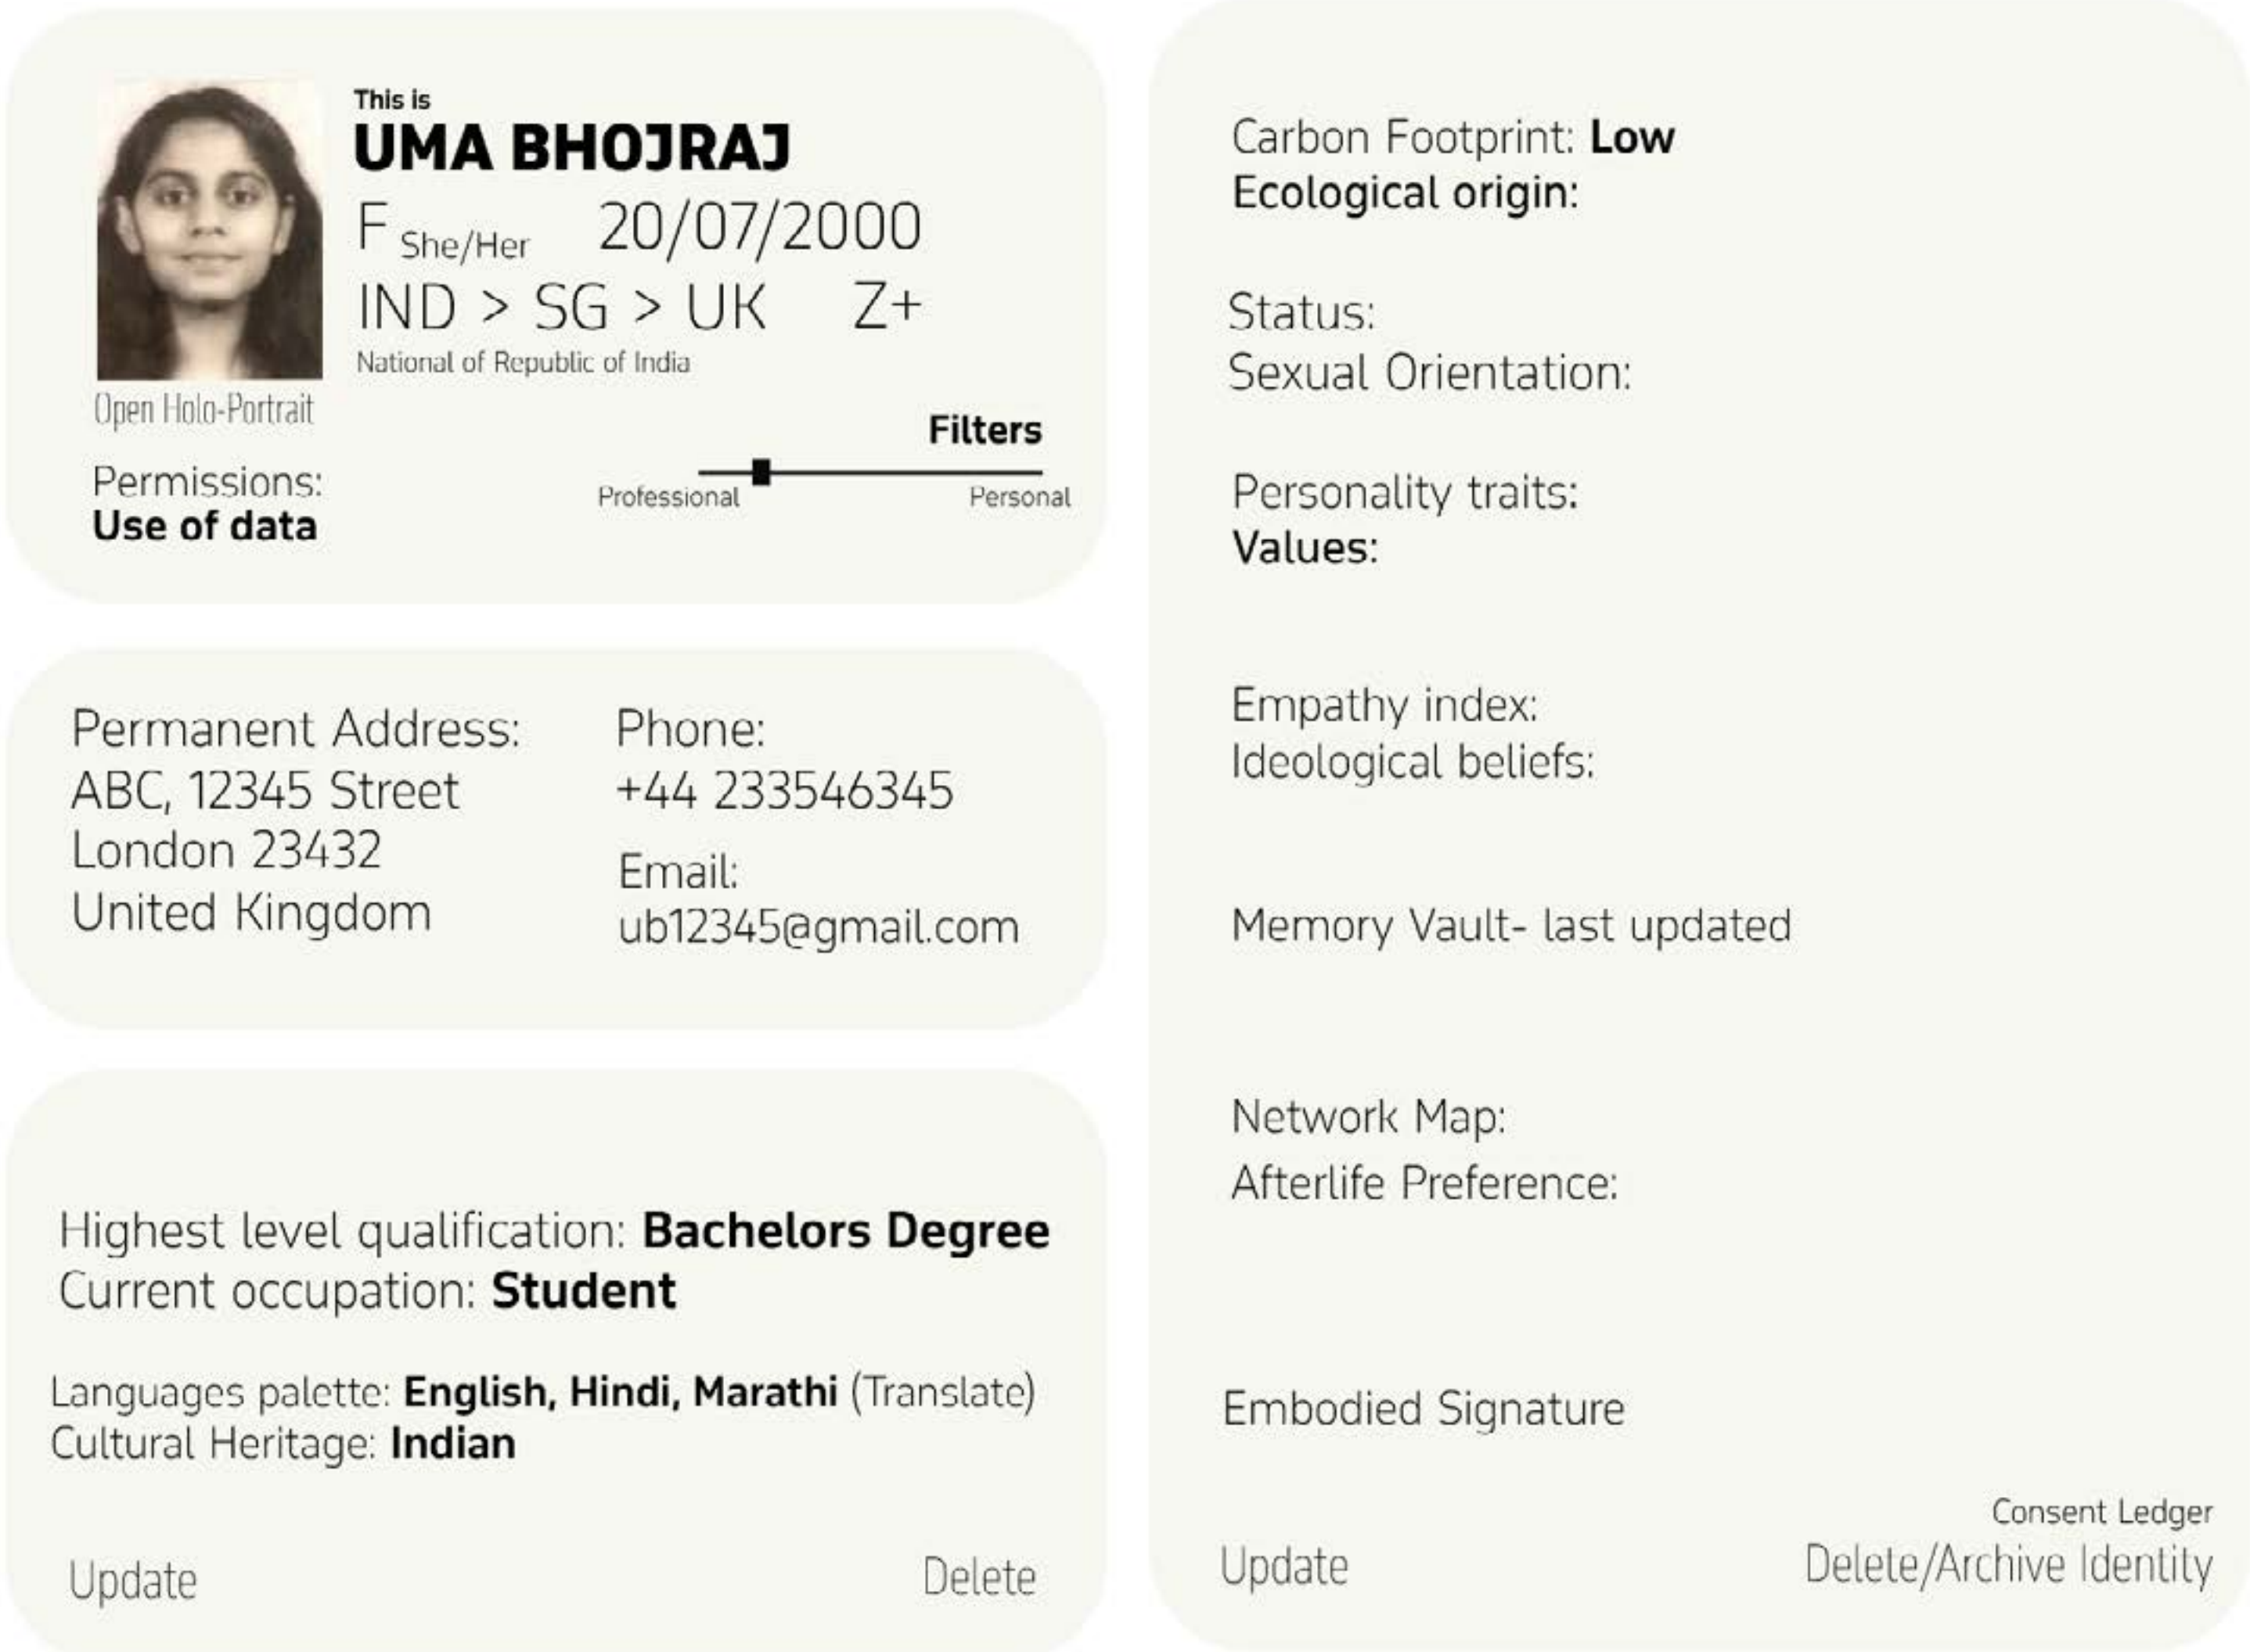 This is
UMA BHOJRAJ
F She/Her 20/07/2000
IND > SG > UK Z+
National of Republic of India
Open Holo-Portrait
Filters
Professional Personal
Permissions:
Use of data
Permanent Address:
ABC, 12345 Street
London 23432
United Kingdom
Phone:
+44 233546345
Email:
ub12345@gmail.com
Highest level qualification: Bachelors Degree
Current occupation: Student
Languages palette: English, Hindi, Marathi (Translate)
Cultural Heritage: Indian
Update Delete
Carbon Footprint: Low
Ecological origin:
Status:
Sexual Orientation:
Personality traits:
Values:
Empathy index:
Ideological beliefs:
Memory Vault- last updated
Network Map:
Afterlife Preference:
Embodied Signature
Consent Ledger
Update Delete/Archive Identity